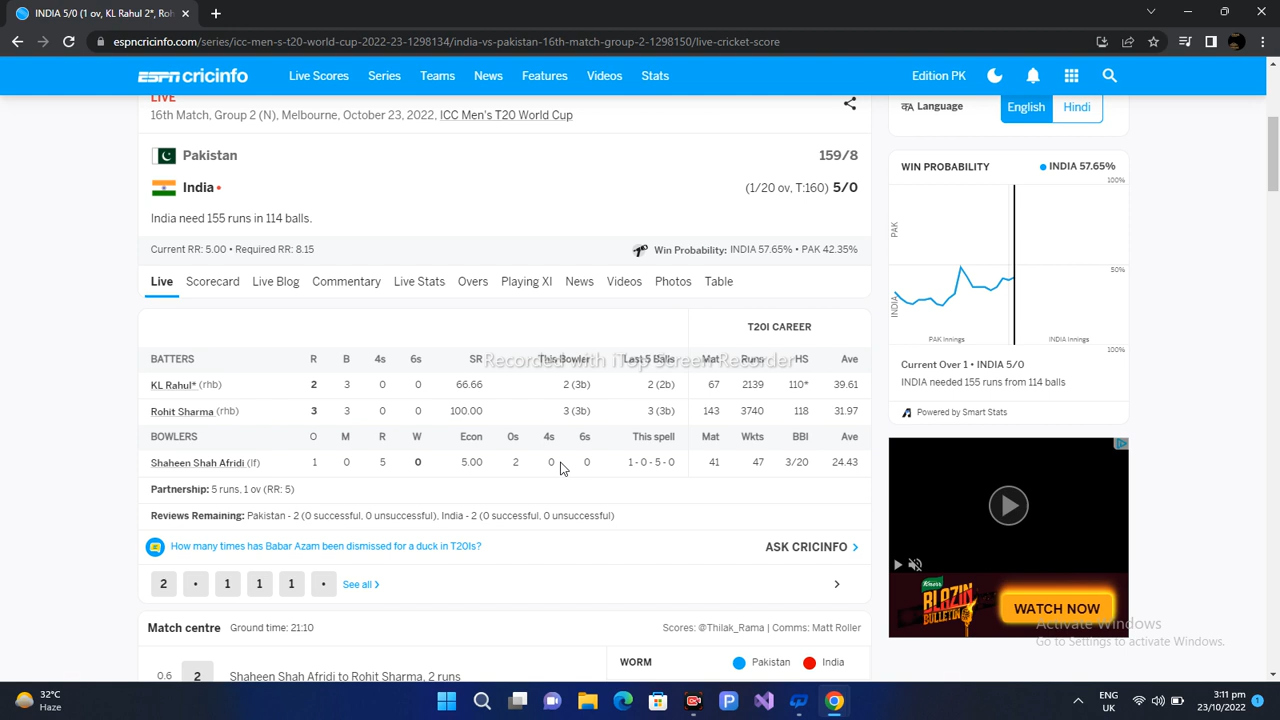 INDIA 5/0 (1 ov, KL Rahul 2*, Roh
espncricinfo.com/series/icc-men-s-t20-world-cup-2022-23-1298134/india-vs-pakistan-16th-match-group-2-1298150/live-cricket-score
ESPN cricinfo Live Scores Series Teams News Features Videos Stats Edition PK
LIVE
16th Match, Group 2 (N), Melbourne, October 23, 2022, ICC Men's T20 World Cup
Language English Hindi
Pakistan 159/8
India • (1/20 ov, T:160) 5/0
India need 155 runs in 114 balls.
Current RR: 5.00 • Required RR: 8.15 Win Probability: INDIA 57.65% • PAK 42.35%
Live Scorecard Live Blog Commentary Live Stats Overs Playing XI News Videos Photos Table
T20I CAREER
BATTERS R B 4s 6s SR This Bowler Last 5 Balls Mat Runs HS Ave
Recorded with iTop Screen Recorder
KL Rahul* (rhb) 2 3 0 0 66.66 2 (3b) 2 (2b) 67 2139 110* 39.61
Rohit Sharma (rhb) 3 3 0 0 100.00 3 (3b) 3 (3b) 143 3740 118 31.97
BOWLERS O M R W Econ 0s 4s 6s This spell Mat Wkts BBI Ave
Shaheen Shah Afridi (lf) 1 0 5 0 5.00 2 0 0 1 - 0 - 5 - 0 41 47 3/20 24.43
Partnership: 5 runs, 1 ov (RR: 5)
Reviews Remaining: Pakistan - 2 (0 successful, 0 unsuccessful), India - 2 (0 successful, 0 unsuccessful)
How many times has Babar Azam been dismissed for a duck in T20Is? ASK CRICINFO
2 • 1 1 1 • See all
Match centre Ground time: 21:10 Scores: @Thilak_Rama | Comms: Matt Roller
0.6 2 Shaheen Shah Afridi to Rohit Sharma, 2 runs
WORM Pakistan India
WIN PROBABILITY INDIA 57.65%
100%
PAK
50%
INDIA
PAK Innings INDIA Innings
100%
Current Over 1 • INDIA 5/0
INDIA needed 155 runs from 114 balls
Powered by Smart Stats
Knorr
BLAZIN
BULLETIN
WATCH NOW
Activate Windows
Go to Settings to activate Windows.
32°C
Haze
ENG
UK
3:11 pm
23/10/2022
1